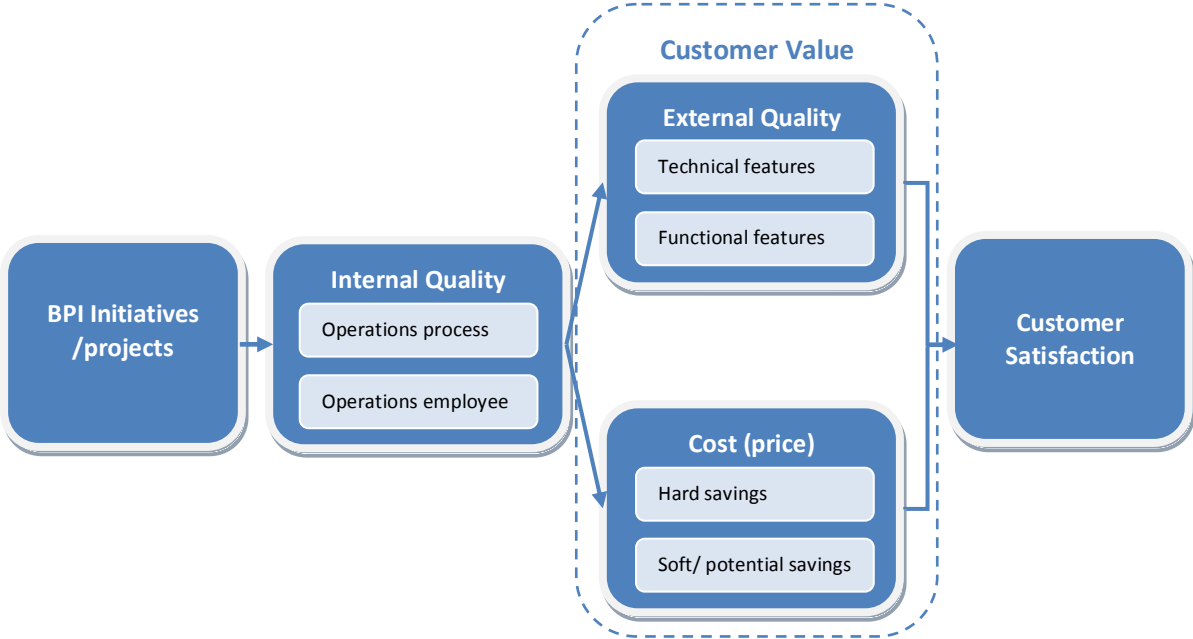 BPI Initiatives
/projects
Internal Quality
Operations process
Operations employee
Customer Value
External Quality
Technical features
Functional features
Cost (price)
Hard savings
Soft/ potential savings
Customer
Satisfaction